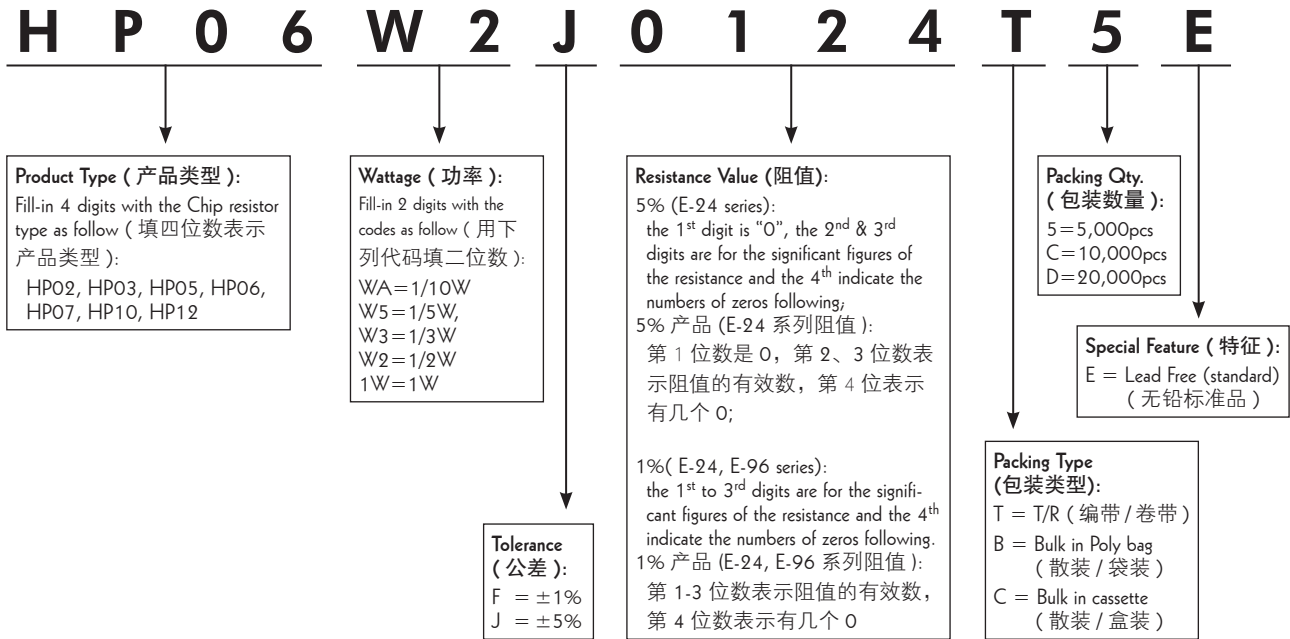 H P 0 6 W 2 J 0 1 2 4 T 5 E
Product Type ( 产品类型 ):
Fill-in 4 digits with the Chip resistor
type as follow ( 填四位数表示
产品类型 ):
HP02, HP03, HP05, HP06,
HP07, HP10, HP12
Wattage ( 功率 ):
Fill-in 2 digits with the
codes as follow ( 用下
列代码填二位数 ):
WA=1/10W
W5=1/5W,
W3=1/3W
W2=1/2W
1W=1W
Tolerance
( 公差 ):
F = ±1%
J = ±5%
Resistance Value (阻值):
5% (E-24 series):
the 1st digit is “0”, the 2nd & 3rd
digits are for the significant figures of
the resistance and the 4th indicate the
numbers of zeros following;
5% 产品 (E-24 系列阻值 ):
第 1 位数是 0，第 2、3 位数表
示阻值的有效数，第 4 位表示
有几个 0;
1%( E-24, E-96 series):
the 1st to 3rd digits are for the signifi-
cant figures of the resistance and the 4th
indicate the numbers of zeros following.
1% 产品 (E-24, E-96 系列阻值 ):
第 1-3 位数表示阻值的有效数，
第 4 位数表示有几个 0
Packing Type
(包装类型):
T = T/R ( 编带 / 卷带 )
B = Bulk in Poly bag
( 散装 / 袋装 )
C = Bulk in cassette
( 散装 / 盒装 )
Packing Qty.
( 包装数量 ):
5=5,000pcs
C=10,000pcs
D=20,000pcs
Special Feature ( 特征 ):
E = Lead Free (standard)
( 无铅标准品 )